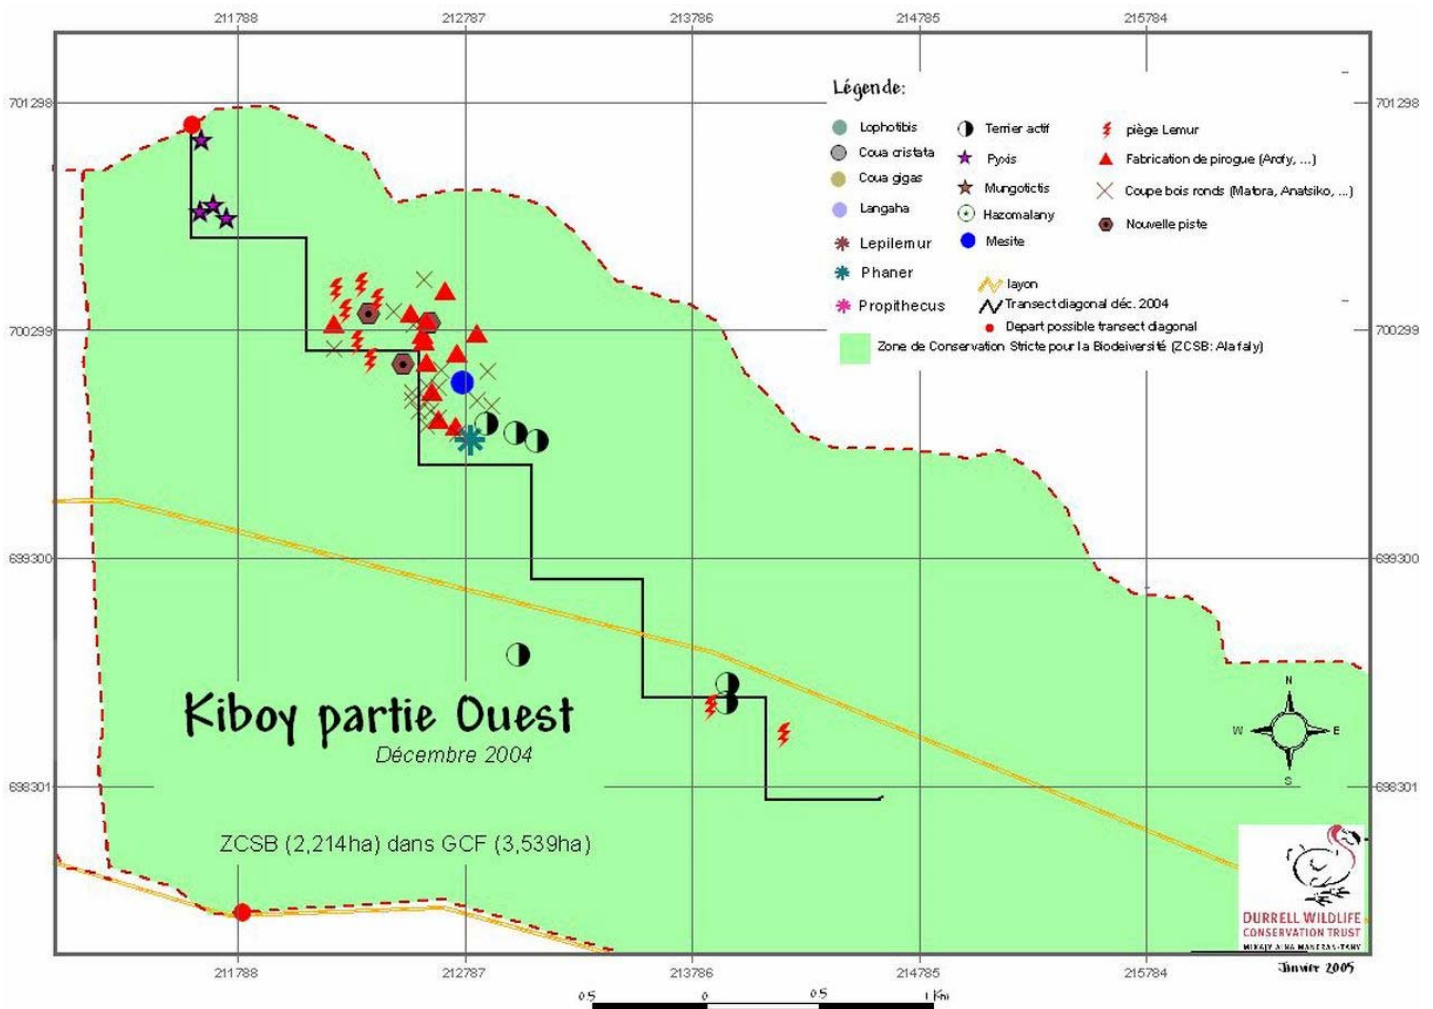 211788 212787 213786 214785 215784
701298 701298
Légende:
Lophotibis
Coua cristata
Coua gigas
Langaha
Lepilemur
Phaner
Propithecus
Terrier actif
Pyxis
Mungotictis
Hazomalany
Mesite
layon
Transect diagonal déc. 2004
Depart possible transect diagonal
piège Lemur
Fabrication de pirogue (Arofy, ...)
Coupe bois ronds (Matora, Anatsiko, ...)
Nouvelle piste
Zone de Conservation Stricte pour la Biodeiversité (ZCSB: Alafaly)
700299 700299
699300 699300
Kiboy partie Ouest
Décembre 2004
N
W E
S
698301 698301
ZCSB (2,214ha) dans GCF (3,539ha)
DURRELL WILDLIFE
CONSERVATION TRUST
211788 212787 213786 214785 215784
Janvier 2005
0.5 0 0.5 1 Km